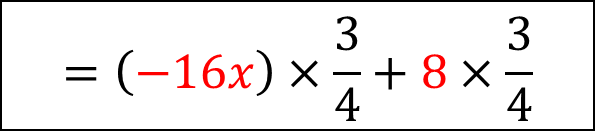 = (−16x) × 3/4 + 8 × 3/4